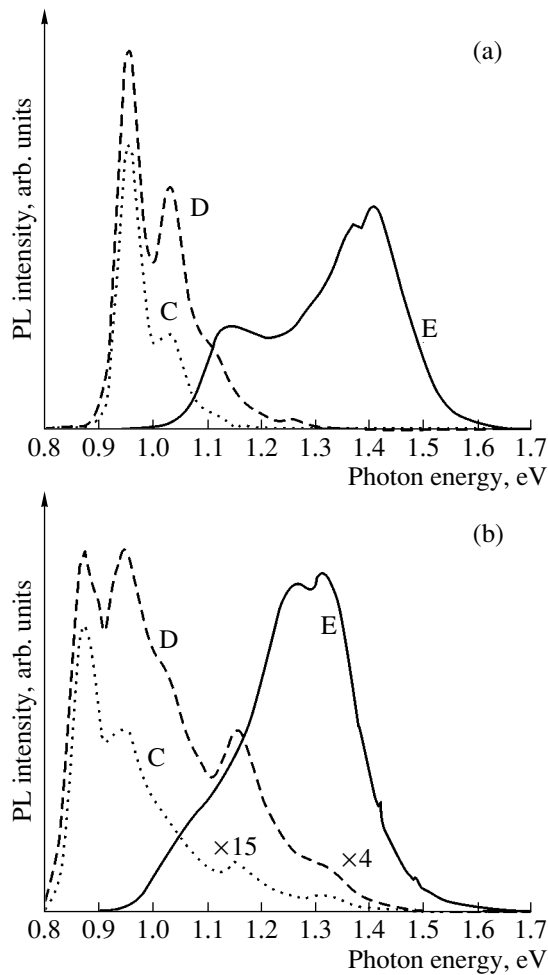 (a)
PL intensity, arb. units
D
C
E
0.8 0.9 1.0 1.1 1.2 1.3 1.4 1.5 1.6 1.7
Photon energy, eV
(b)
PL intensity, arb. units
D
E
C
×15
×4
0.8 0.9 1.0 1.1 1.2 1.3 1.4 1.5 1.6 1.7
Photon energy, eV